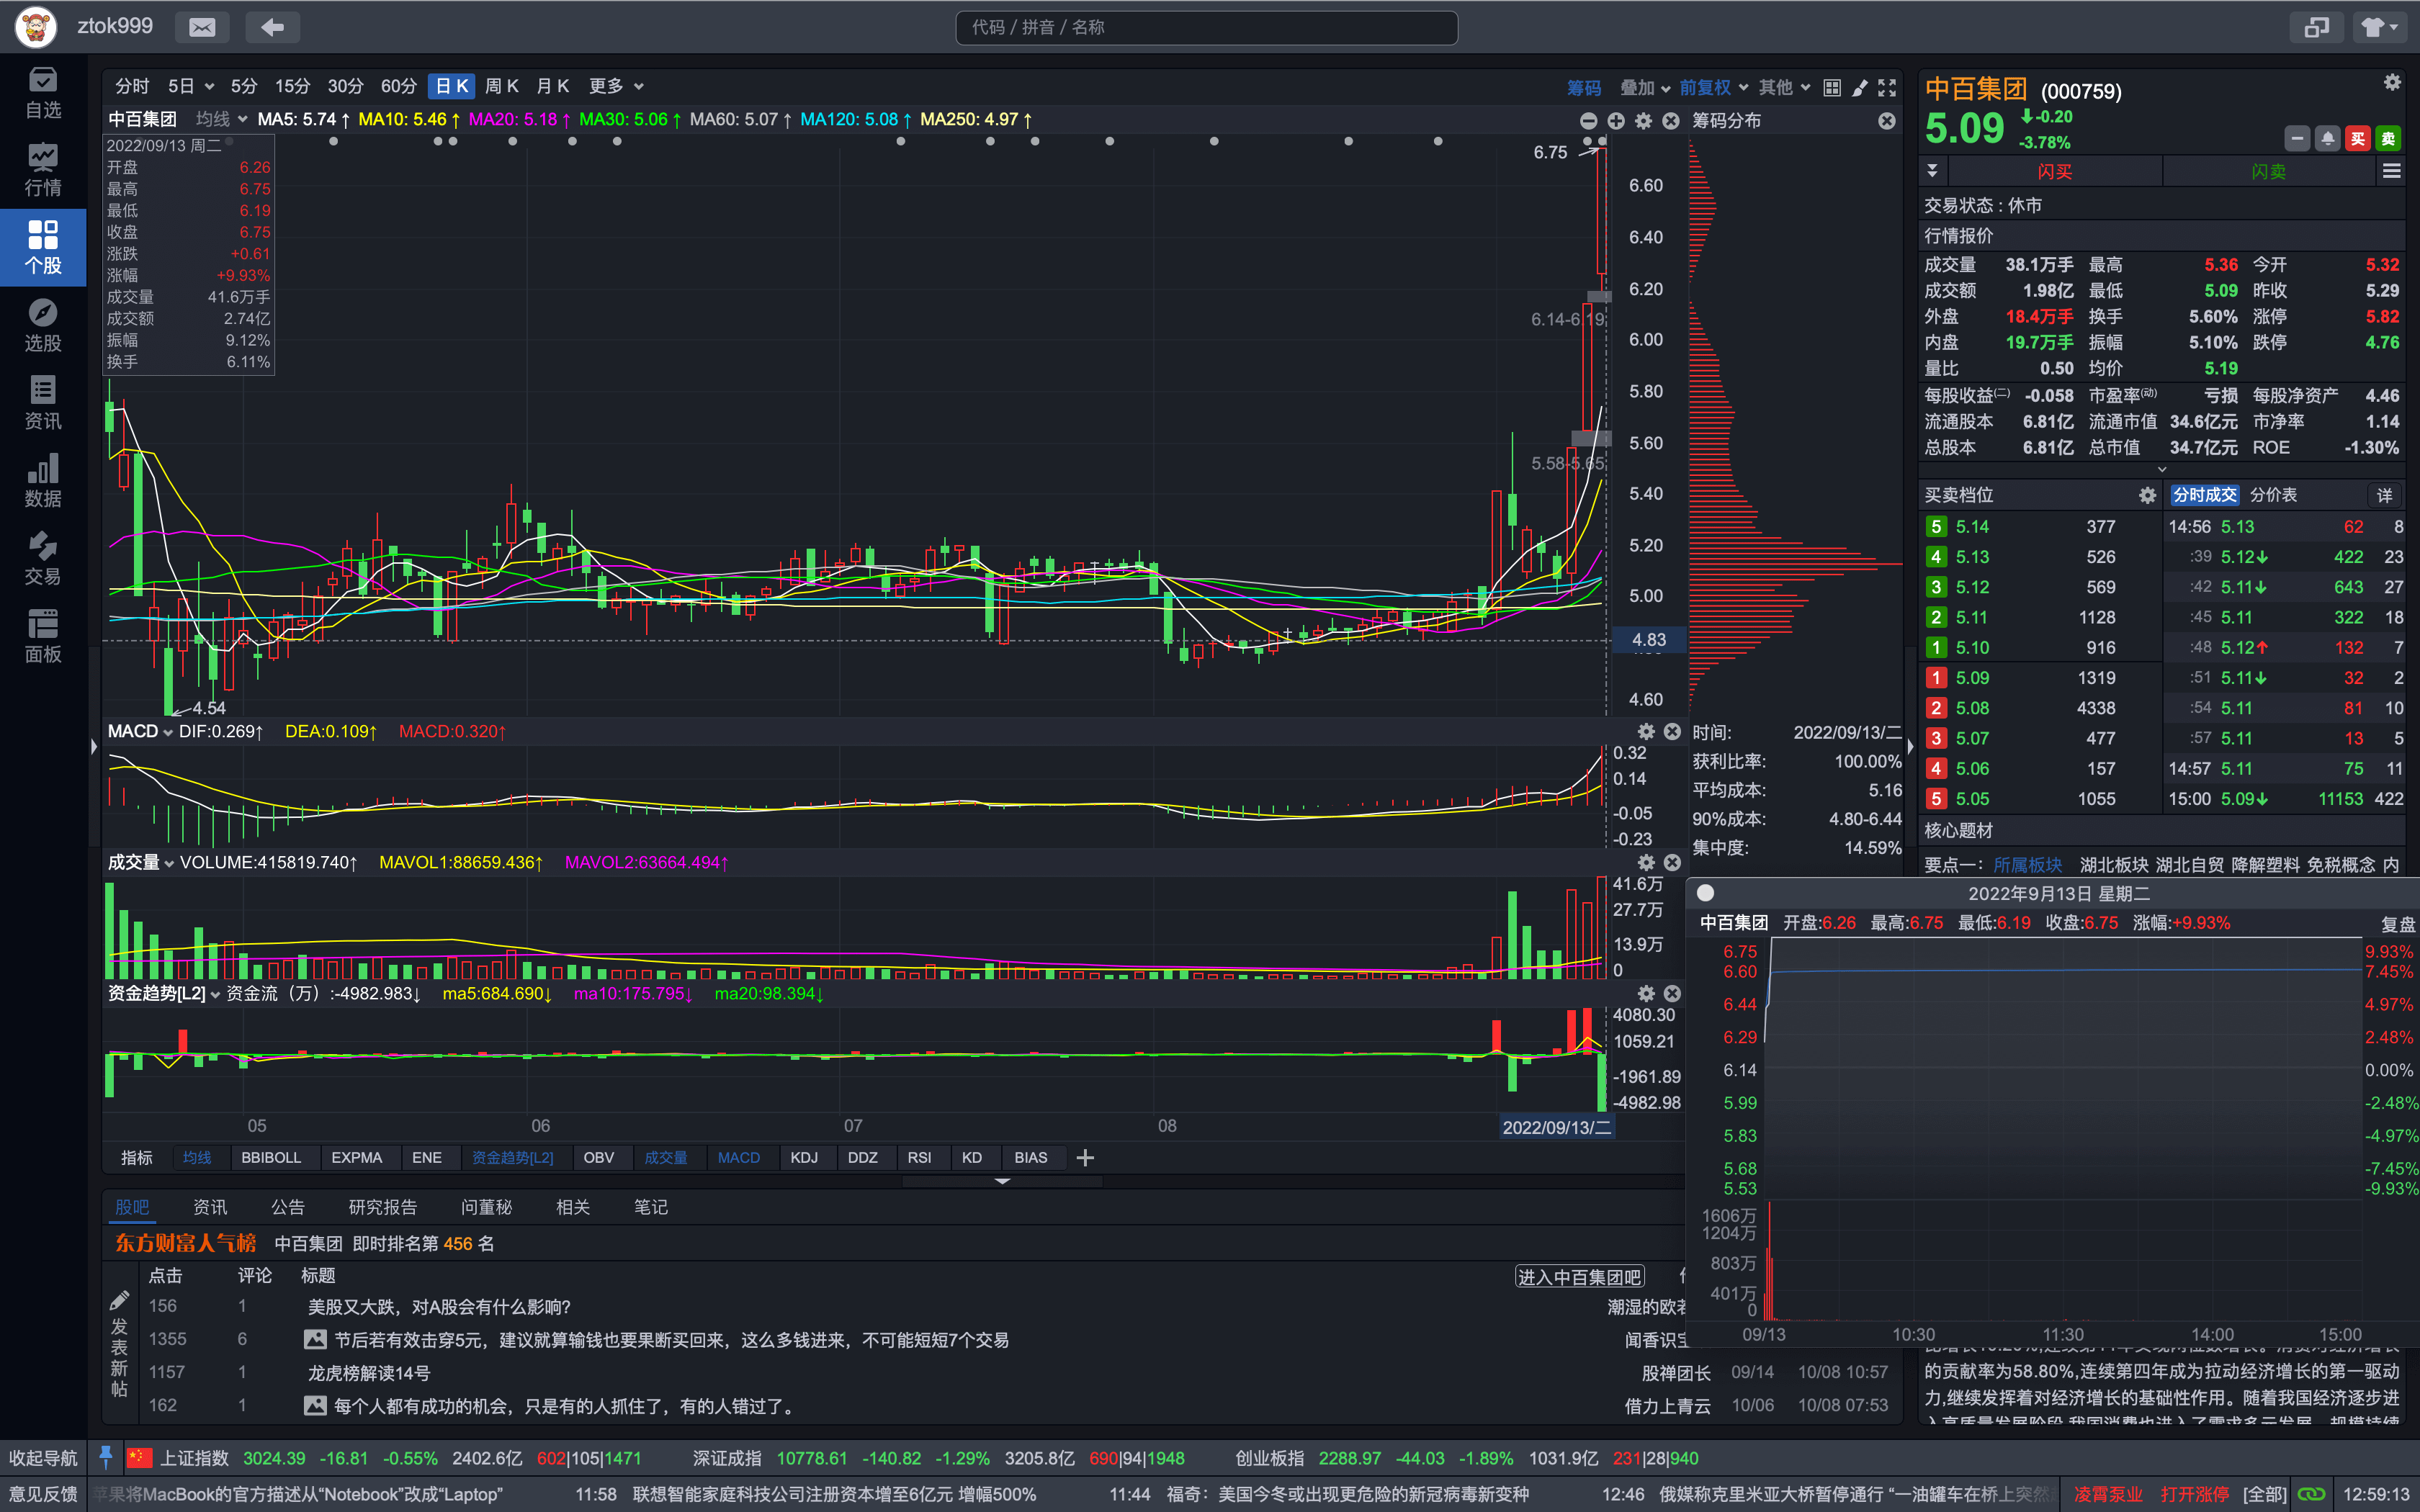 ztok999
代码 / 拼音 / 名称
自选
行情
个股
选股
资讯
数据
交易
面板
分时 5日 5分 15分 30分 60分 日K 周K 月K 更多 筹码 叠加 前复权 其他
中百集团 均线 MA5: 5.74↑ MA10: 5.46↑ MA20: 5.18↑ MA30: 5.06↑ MA60: 5.07↑ MA120: 5.08↑ MA250: 4.97↑
筹码分布
2022/09/13 周二
开盘 6.26
最高 6.75
最低 6.19
收盘 6.75
涨跌 +0.61
涨幅 +9.93%
成交量 41.6万手
成交额 2.74亿
振幅 9.12%
换手 6.11%
6.75
6.14-6.19
5.58-5.65
4.54
6.60
6.40
6.20
6.00
5.80
5.60
5.40
5.20
5.00
4.83
4.60
MACD DIF:0.269↑ DEA:0.109↑ MACD:0.320↑
0.32
0.14
-0.05
-0.23
成交量 VOLUME:415819.740↑ MAVOL1:88659.436↑ MAVOL2:63664.494↑
41.6万
27.7万
13.9万
0
资金趋势[L2] 资金流（万）:-4982.983↓ ma5:684.690↓ ma10:175.795↓ ma20:98.394↓
4080.30
1059.21
-1961.89
-4982.98
05 06 07 08 2022/09/13/二
指标 均线 BBIBOLL EXPMA ENE 资金趋势[L2] OBV 成交量 MACD KDJ DDZ RSI KD BIAS
时间: 2022/09/13/二
获利比率: 100.00%
平均成本: 5.16
90%成本: 4.80-6.44
集中度: 14.59%
股吧 资讯 公告 研究报告 问董秘 相关 笔记
东方财富人气榜 中百集团 即时排名第 456 名
点击 评论 标题 进入中百集团吧
发表新帖
156 1 美股又大跌，对A股会有什么影响? 潮湿的欧
1355 6 节后若有效击穿5元，建议就算输钱也要果断买回来，这么多钱进来，不可能短短7个交易 闻香识
1157 1 龙虎榜解读14号 股禅团长 09/14 10/08 10:57
162 1 每个人都有成功的机会，只是有的人抓住了，有的人错过了。 借力上青云 10/06 10/08 07:53
中百集团 (000759)
5.09 -0.20 -3.78%
买 卖
闪买 闪卖
交易状态 : 休市
行情报价
成交量 38.1万手 最高 5.36 今开 5.32
成交额 1.98亿 最低 5.09 昨收 5.29
外盘 18.4万手 换手 5.60% 涨停 5.82
内盘 19.7万手 振幅 5.10% 跌停 4.76
量比 0.50 均价 5.19
每股收益(二) -0.058 市盈率(动) 亏损 每股净资产 4.46
流通股本 6.81亿 流通市值 34.6亿元 市净率 1.14
总股本 6.81亿 总市值 34.7亿元 ROE -1.30%
买卖档位 分时成交 分价表 详
5 5.14 377 14:56 5.13 62 8
4 5.13 526 :39 5.12↓ 422 23
3 5.12 569 :42 5.11↓ 643 27
2 5.11 1128 :45 5.11 322 18
1 5.10 916 :48 5.12↑ 132 7
1 5.09 1319 :51 5.11↓ 32 2
2 5.08 4338 :54 5.11 81 10
3 5.07 477 :57 5.11 13 5
4 5.06 157 14:57 5.11 75 11
5 5.05 1055 15:00 5.09↓ 11153 422
核心题材
要点一： 所属板块 湖北板块 湖北自贸 降解塑料 免税概念 内
2022年9月13日 星期二
中百集团 开盘:6.26 最高:6.75 最低:6.19 收盘:6.75 涨幅:+9.93% 复盘
6.75 9.93%
6.60 7.45%
6.44 4.97%
6.29 2.48%
6.14 0.00%
5.99 -2.48%
5.83 -4.97%
5.68 -7.45%
5.53 -9.93%
1606万
1204万
803万
401万
0
09/13 10:30 11:30 14:00 15:00
的贡献率为58.80%,连续第四年成为拉动经济增长的第一驱动
力,继续发挥着对经济增长的基础性作用。随着我国经济逐步进
收起导航 上证指数 3024.39 -16.81 -0.55% 2402.6亿 602|105|1471 深证成指 10778.61 -140.82 -1.29% 3205.8亿 690|94|1948 创业板指 2288.97 -44.03 -1.89% 1031.9亿 231|28|940
意见反馈 苹果将MacBook的官方描述从“Notebook”改成“Laptop” 11:58 联想智能家庭科技公司注册资本增至6亿元 增幅500% 11:44 福奇：美国今冬或出现更危险的新冠病毒新变种 12:46 俄媒称克里米亚大桥暂停通行 “一油罐车在桥上突然 凌霄泵业 打开涨停 [全部] 12:59:13